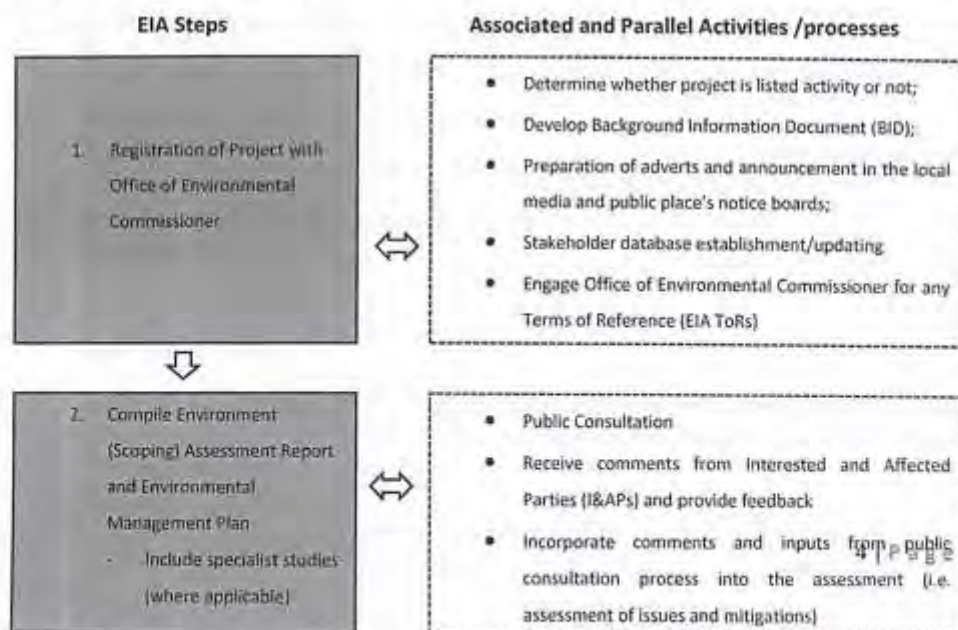 EIA Steps
Associated and Parallel Activities /processes
1. Registration of Project with
Office of Environmental
Commissioner
• Determine whether project is listed activity or not;
• Develop Background Information Document (BID);
• Preparation of adverts and announcement in the local
media and public place's notice boards;
• Stakeholder database establishment/updating
• Engage Office of Environmental Commissioner for any
Terms of Reference (EIA ToRs)
2. Compile Environment
(Scoping) Assessment Report
and Environmental
Management Plan
- Include specialist studies
(where applicable)
• Public Consultation
• Receive comments from Interested and Affected
Parties (I&APs) and provide feedback
• Incorporate comments and inputs from public
consultation process into the assessment (i.e.
assessment of issues and mitigations)
4 | Page